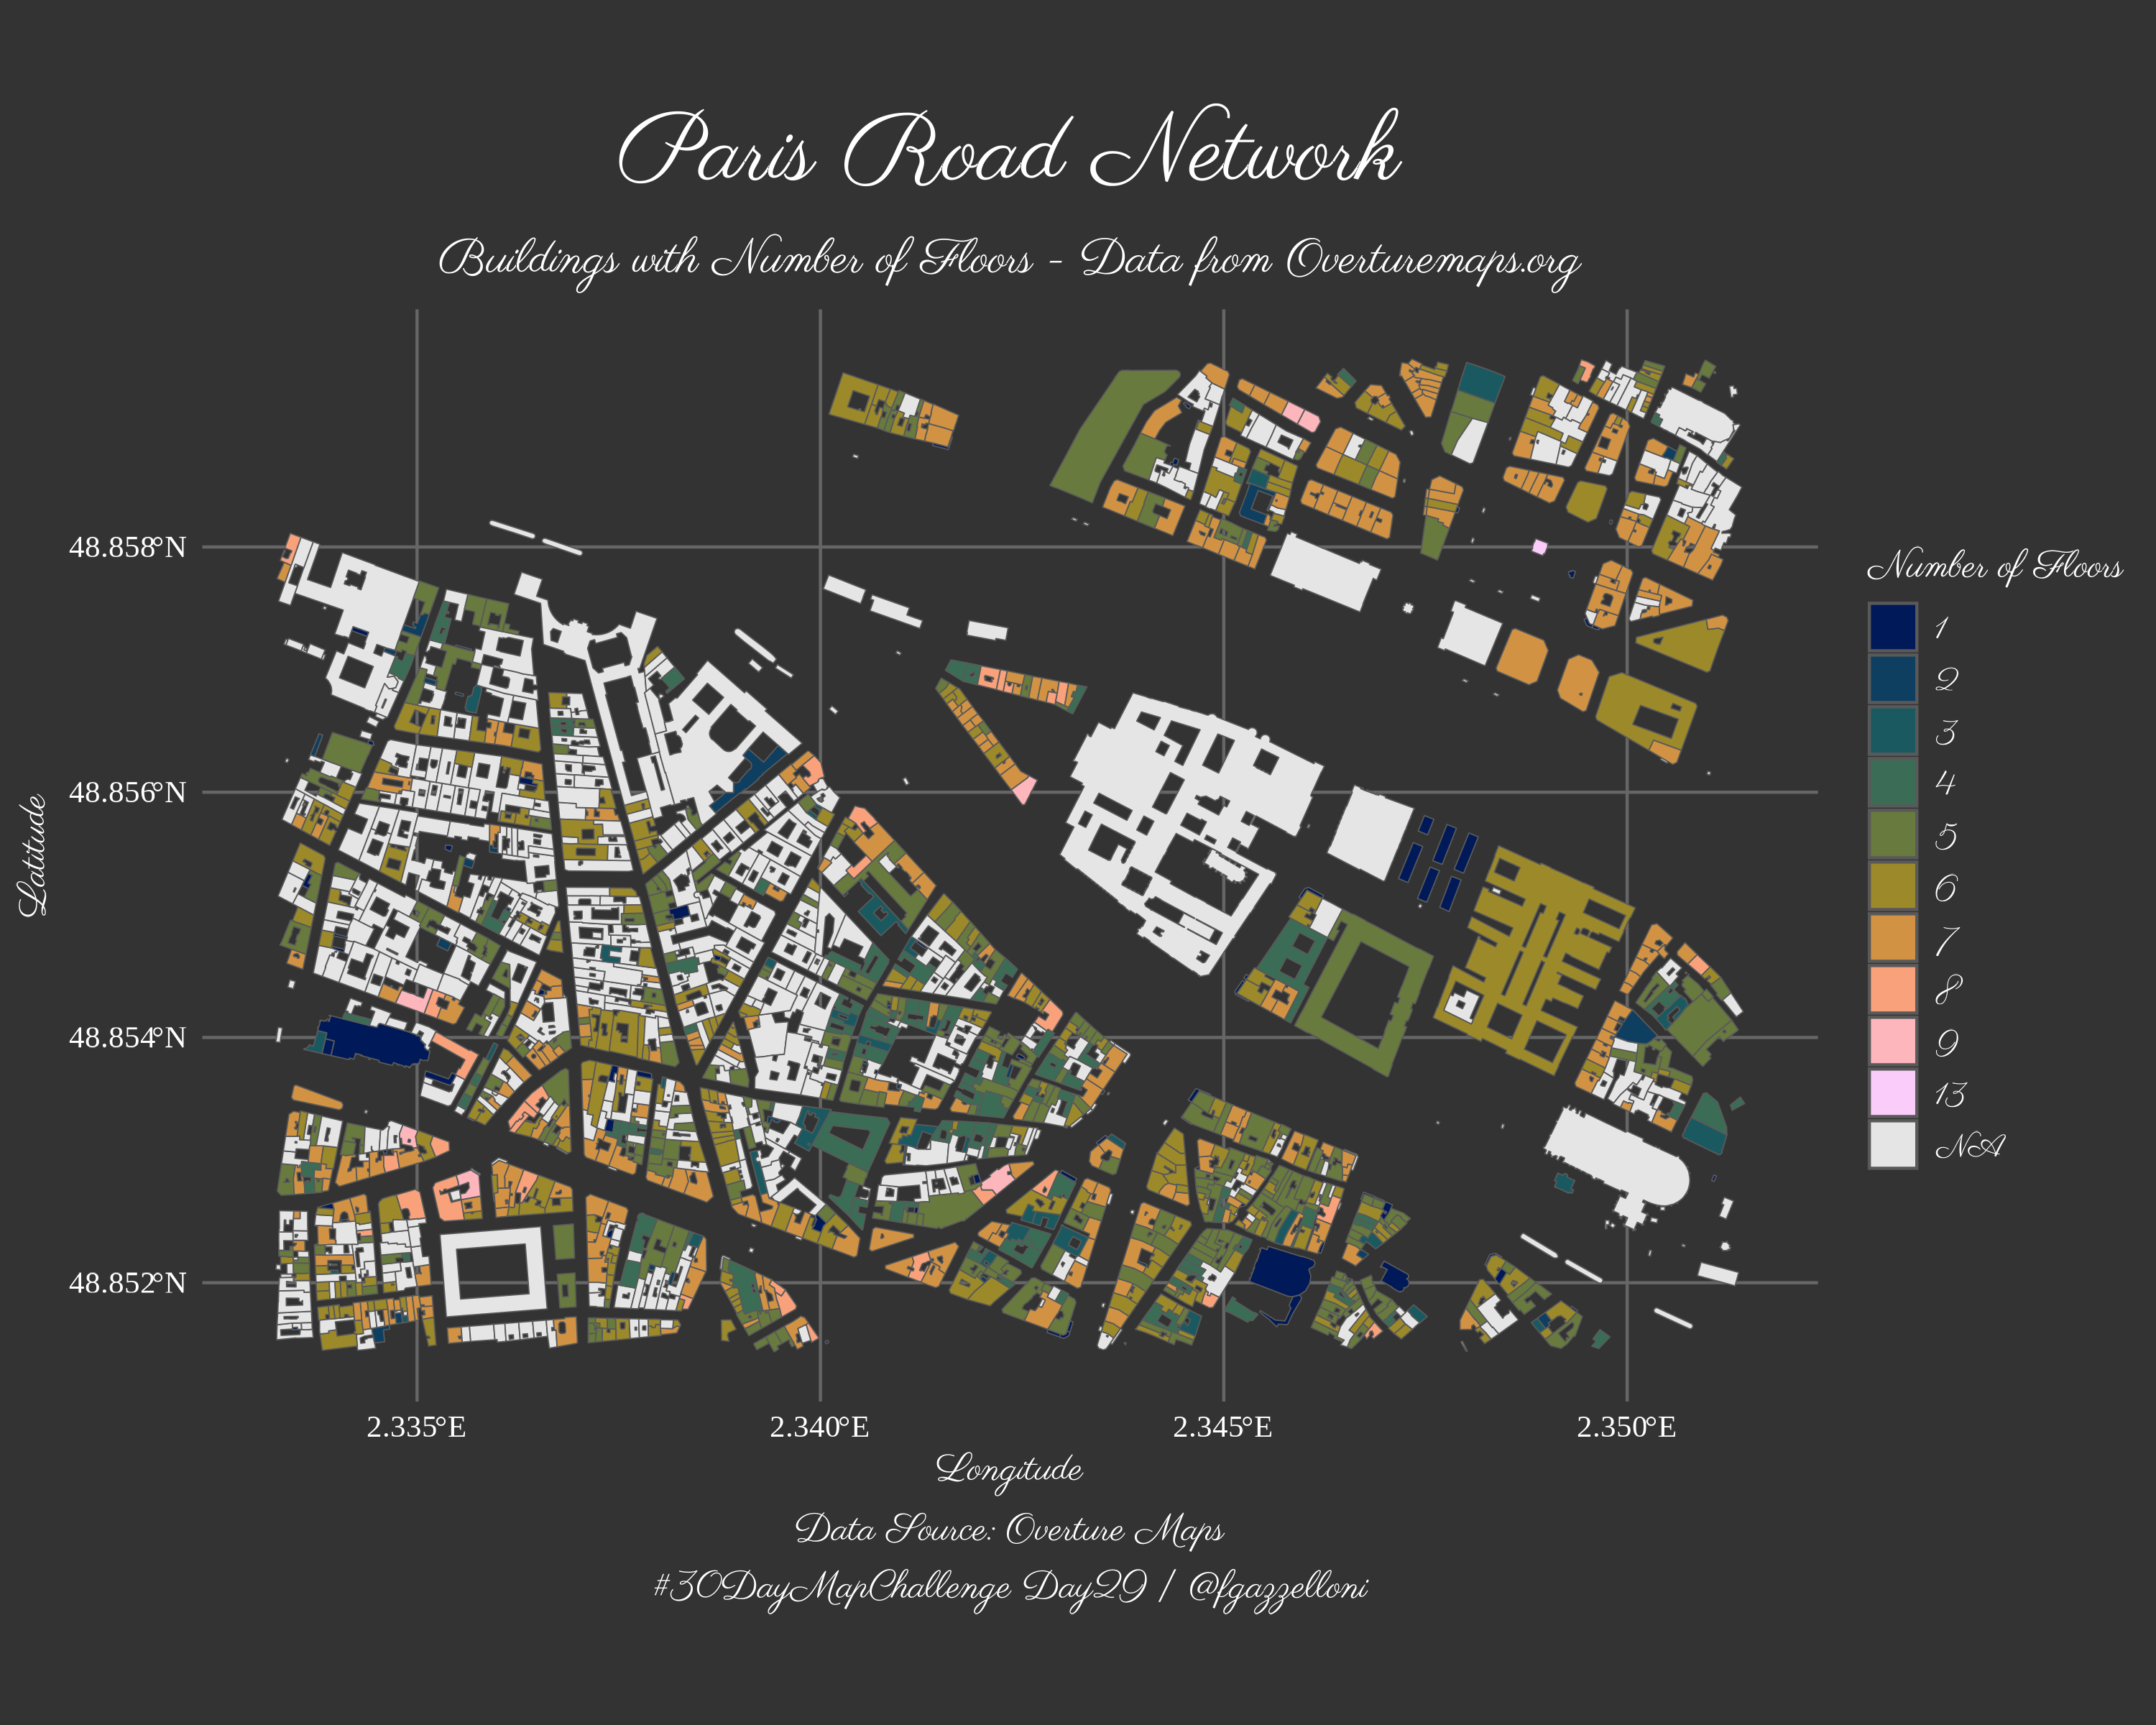 Paris Road Network
Buildings with Number of Floors - Data from Overturemaps.org
48.858°N
48.856°N
48.854°N
48.852°N
Latitude
2.335°E
2.340°E
2.345°E
2.350°E
Longitude
Number of Floors
1
2
3
4
5
6
7
8
9
13
NA
Data Source: Overture Maps
#30DayMapChallenge Day29 / @fgazzelloni